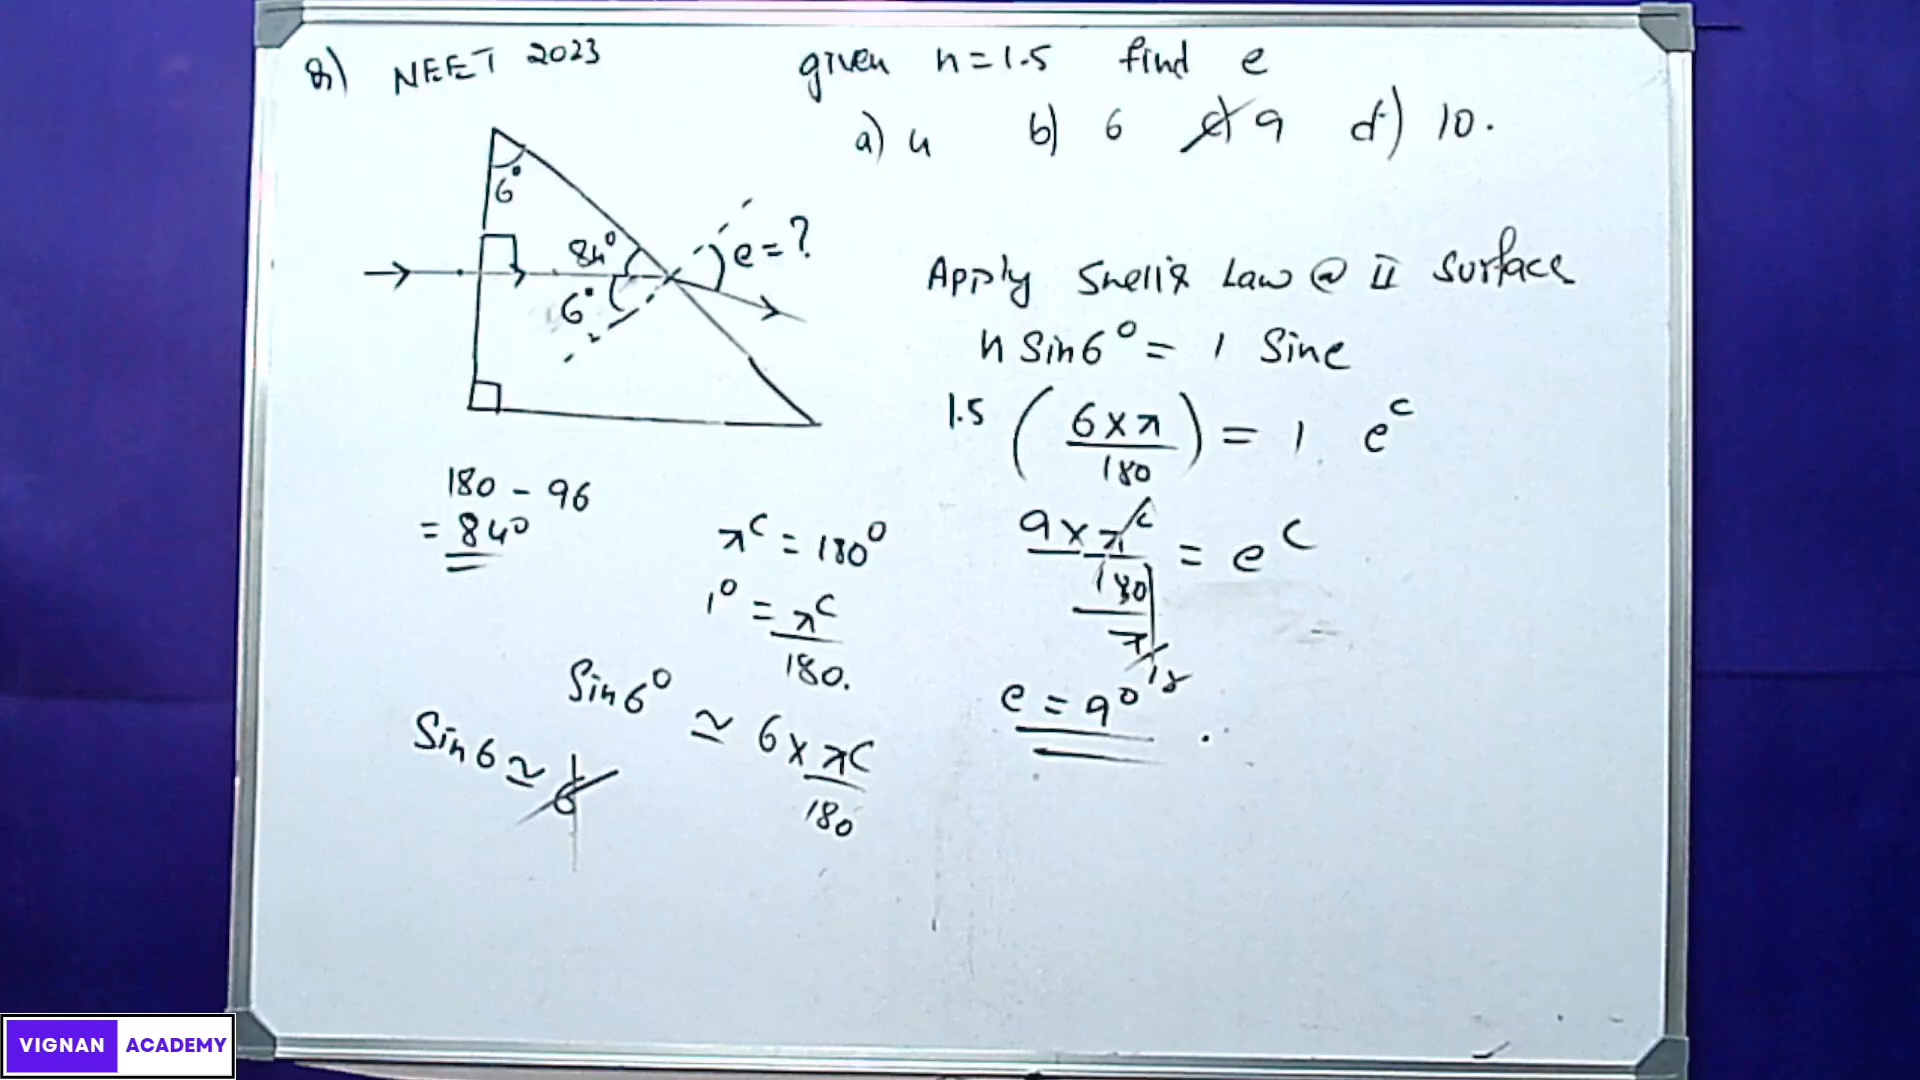 Q) NEET 2023
given n = 1.5 find e
a) 4 b) 6 c) 9 d) 10.
6°
84°
e = ?
6°
180 - 96
= 84°
π^c = 180°
1° = π^c / 180.
Sin6° ≃ 6 × π^c / 180
Sin6 ≃ 6
Apply Snell's Law @ II Surface
n Sin6° = 1 Sine
1.5 ( 6 × π / 180 ) = 1 e^c
9 × π^c / 180 / π = e^c
e = 9°
VIGNAN ACADEMY